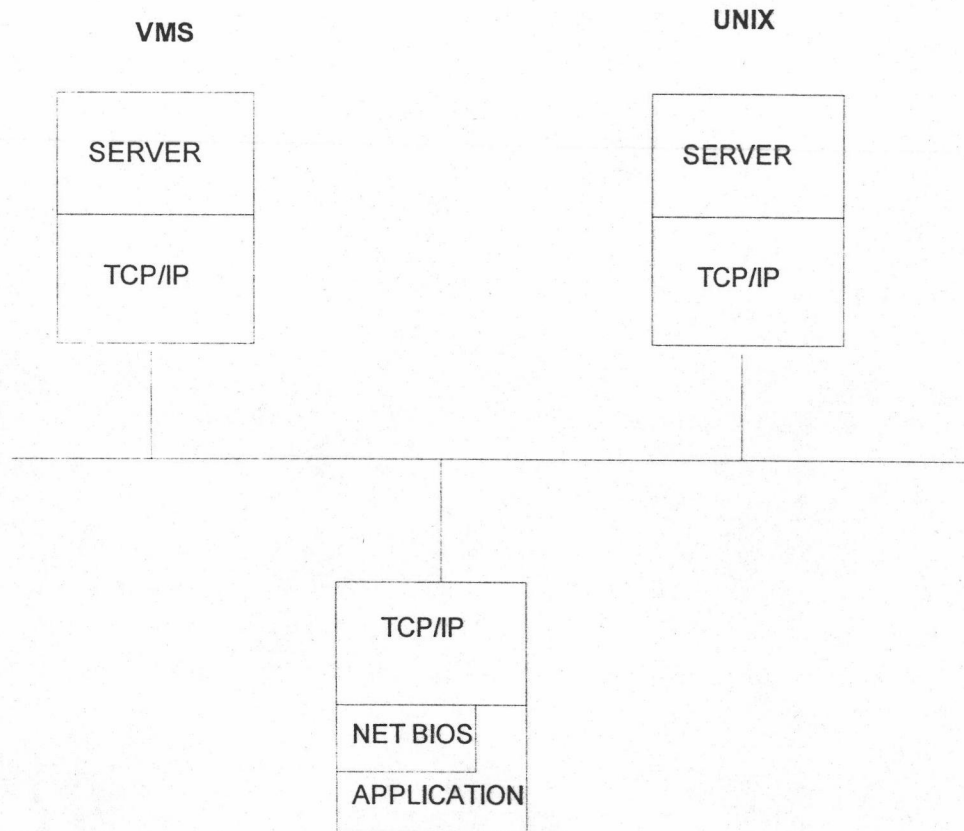 VMS
UNIX
SERVER
SERVER
TCP/IP
TCP/IP
TCP/IP
NET BIOS
APPLICATION